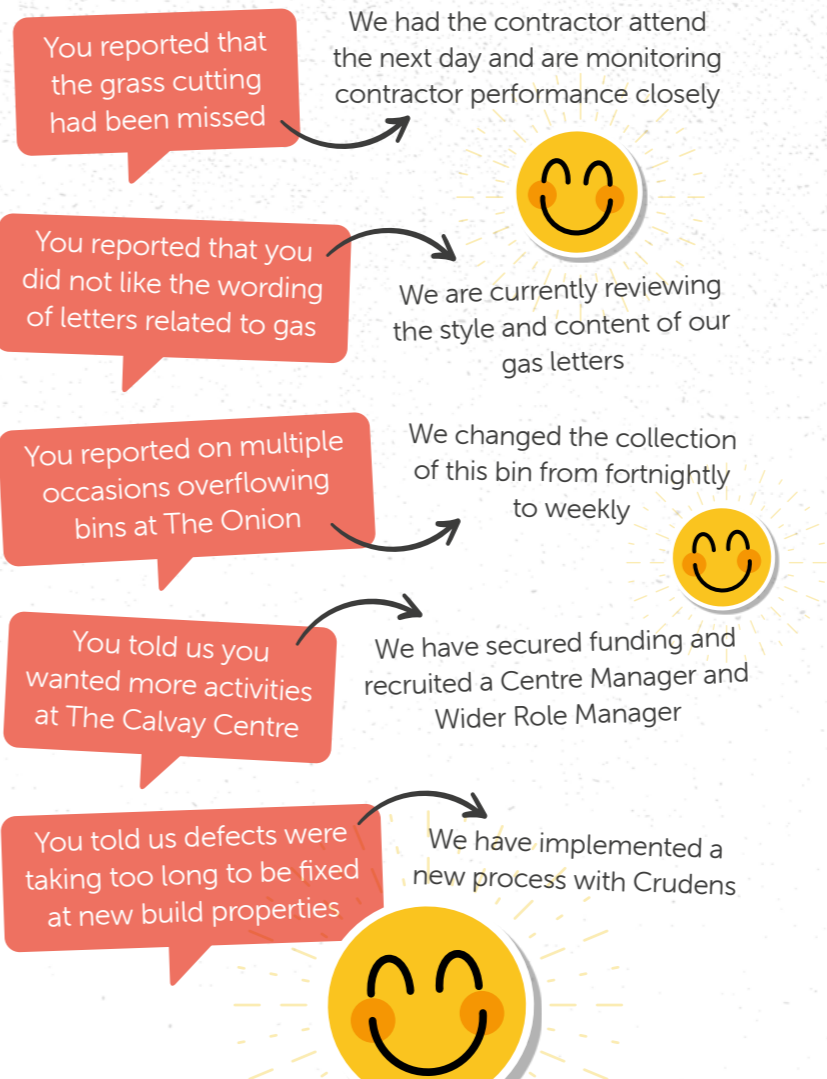 You reported that
the grass cutting
had been missed
We had the contractor attend
the next day and are monitoring
contractor performance closely
You reported that you
did not like the wording
of letters related to gas
We are currently reviewing
the style and content of our
gas letters
You reported on multiple
occasions overflowing
bins at The Onion
We changed the collection
of this bin from fortnightly
to weekly
You told us you
wanted more activities
at The Calvay Centre
We have secured funding and
recruited a Centre Manager and
Wider Role Manager
You told us defects were
taking too long to be fixed
at new build properties
We have implemented a
new process with Crudens